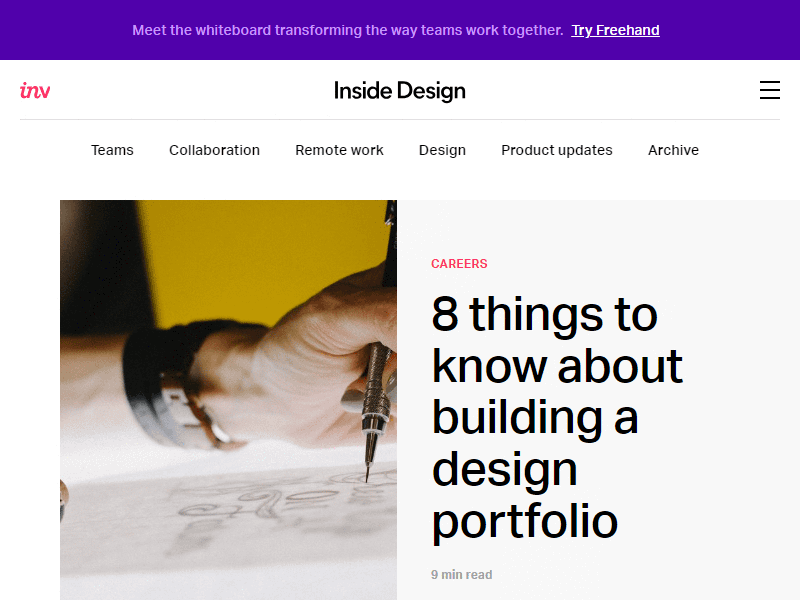 Meet the whiteboard transforming the way teams work together. Try Freehand
inv
Inside Design
Teams Collaboration Remote work Design Product updates Archive
CAREERS
8 things to
know about
building a
design
portfolio
9 min read